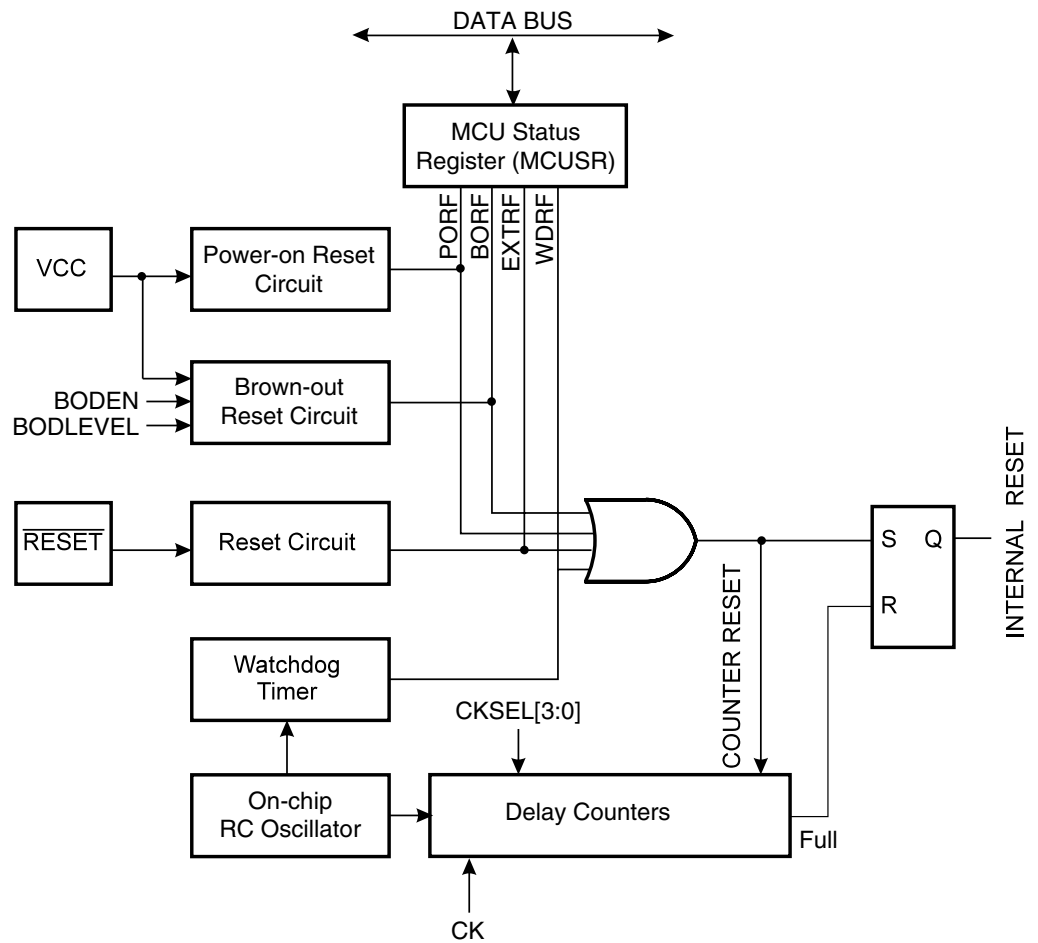 DATA BUS
MCU Status
Register (MCUSR)
PORF
BORF
EXTRF
WDRF
VCC
Power-on Reset
Circuit
Brown-out
Reset Circuit
BODEN
BODLEVEL
RESET
Reset Circuit
S
Q
R
INTERNAL RESET
COUNTER RESET
Watchdog
Timer
CKSEL[3:0]
On-chip
RC Oscillator
Delay Counters
Full
CK